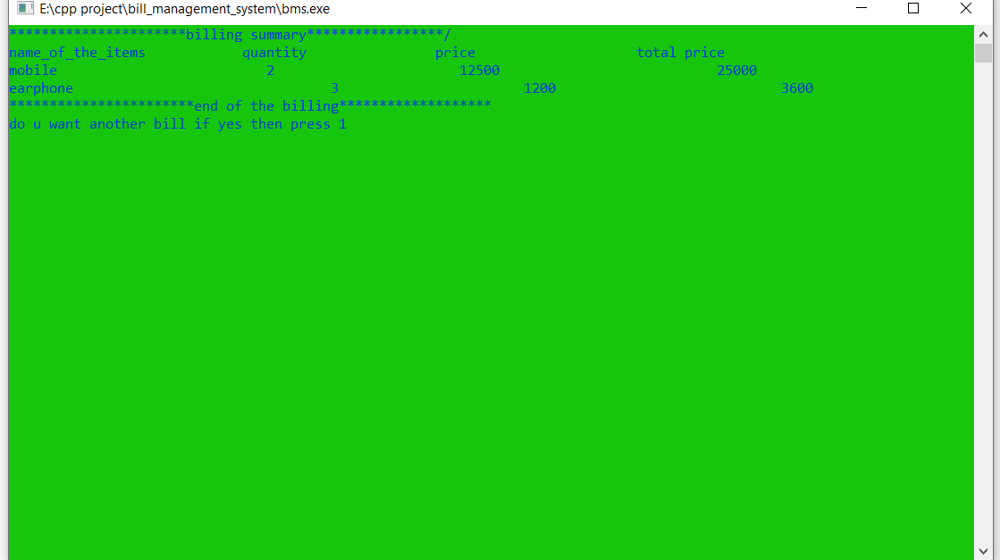 E:\cpp project\bill_management_system\bms.exe
**********************billing summary*****************/
name_of_the_items            quantity                price                    total price
mobile                          2                       12500                           25000
earphone                                3                       1200                            3600
***********************end of the billing*******************
do u want another bill if yes then press 1